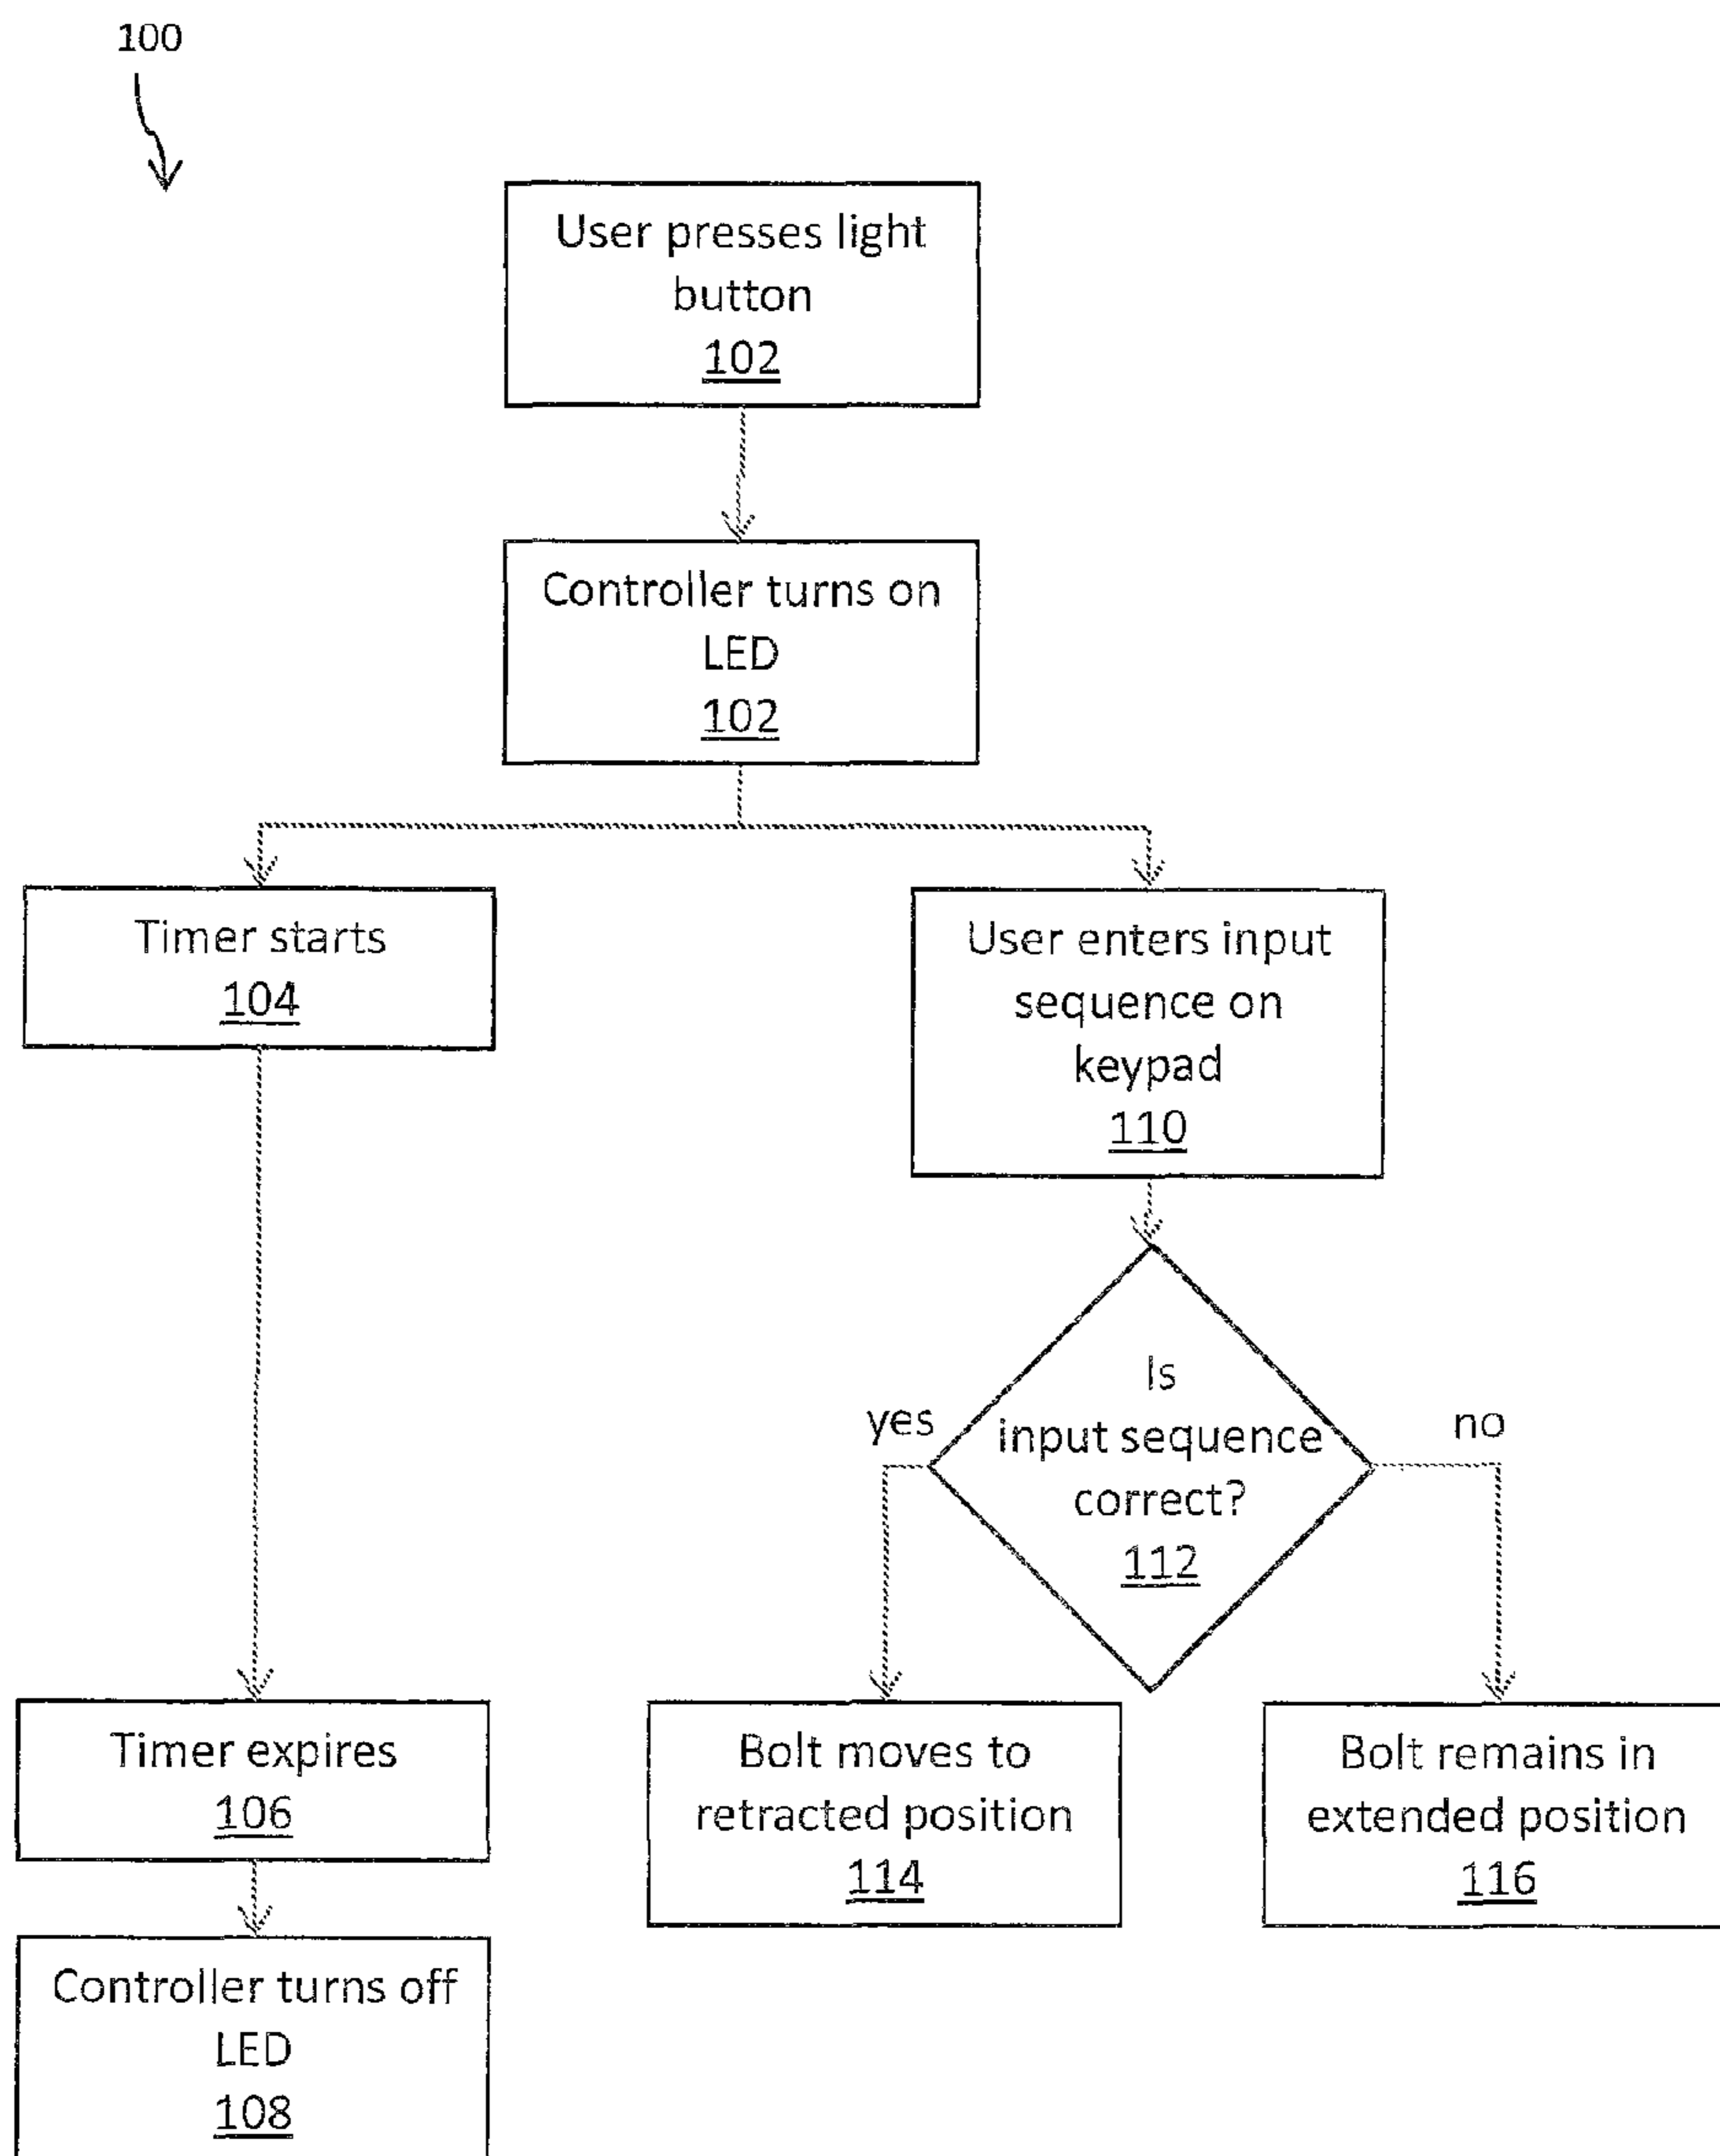 100
User presses light
button
102
Controller turns on
LED
102
Timer starts
104
User enters input
sequence on
keypad
110
Is
input sequence
correct?
112
yes
no
Timer expires
106
Bolt moves to
retracted position
114
Bolt remains in
extended position
116
Controller turns off
LED
108